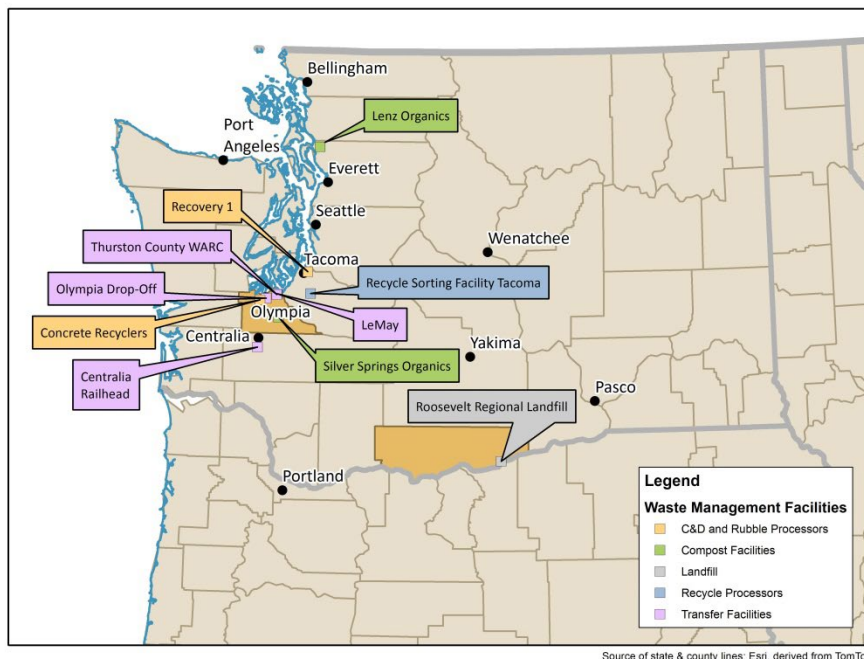 Bellingham
Lenz Organics
Port
Angeles
Everett
Recovery 1
Seattle
Thurston County WARC
Wenatchee
Tacoma
Olympia Drop-Off
Recycle Sorting Facility Tacoma
Olympia
LeMay
Concrete Recyclers
Centralia
Yakima
Silver Springs Organics
Centralia
Railhead
Pasco
Roosevelt Regional Landfill
Portland
Legend
Waste Management Facilities
C&D and Rubble Processors
Compost Facilities
Landfill
Recycle Processors
Transfer Facilities
Source of state & county lines: Esri, derived from TomTo